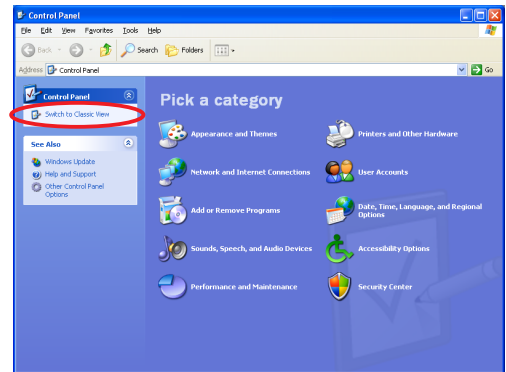 Control Panel
File Edit View Favorites Tools Help
Back Search Folders
Address Control Panel Go
Control Panel
Switch to Classic View
See Also
Windows Update
Help and Support
Other Control Panel
Options
Pick a category
Appearance and Themes
Printers and Other Hardware
Network and Internet Connections
User Accounts
Add or Remove Programs
Date, Time, Language, and Regional
Options
Sounds, Speech, and Audio Devices
Accessibility Options
Performance and Maintenance
Security Center